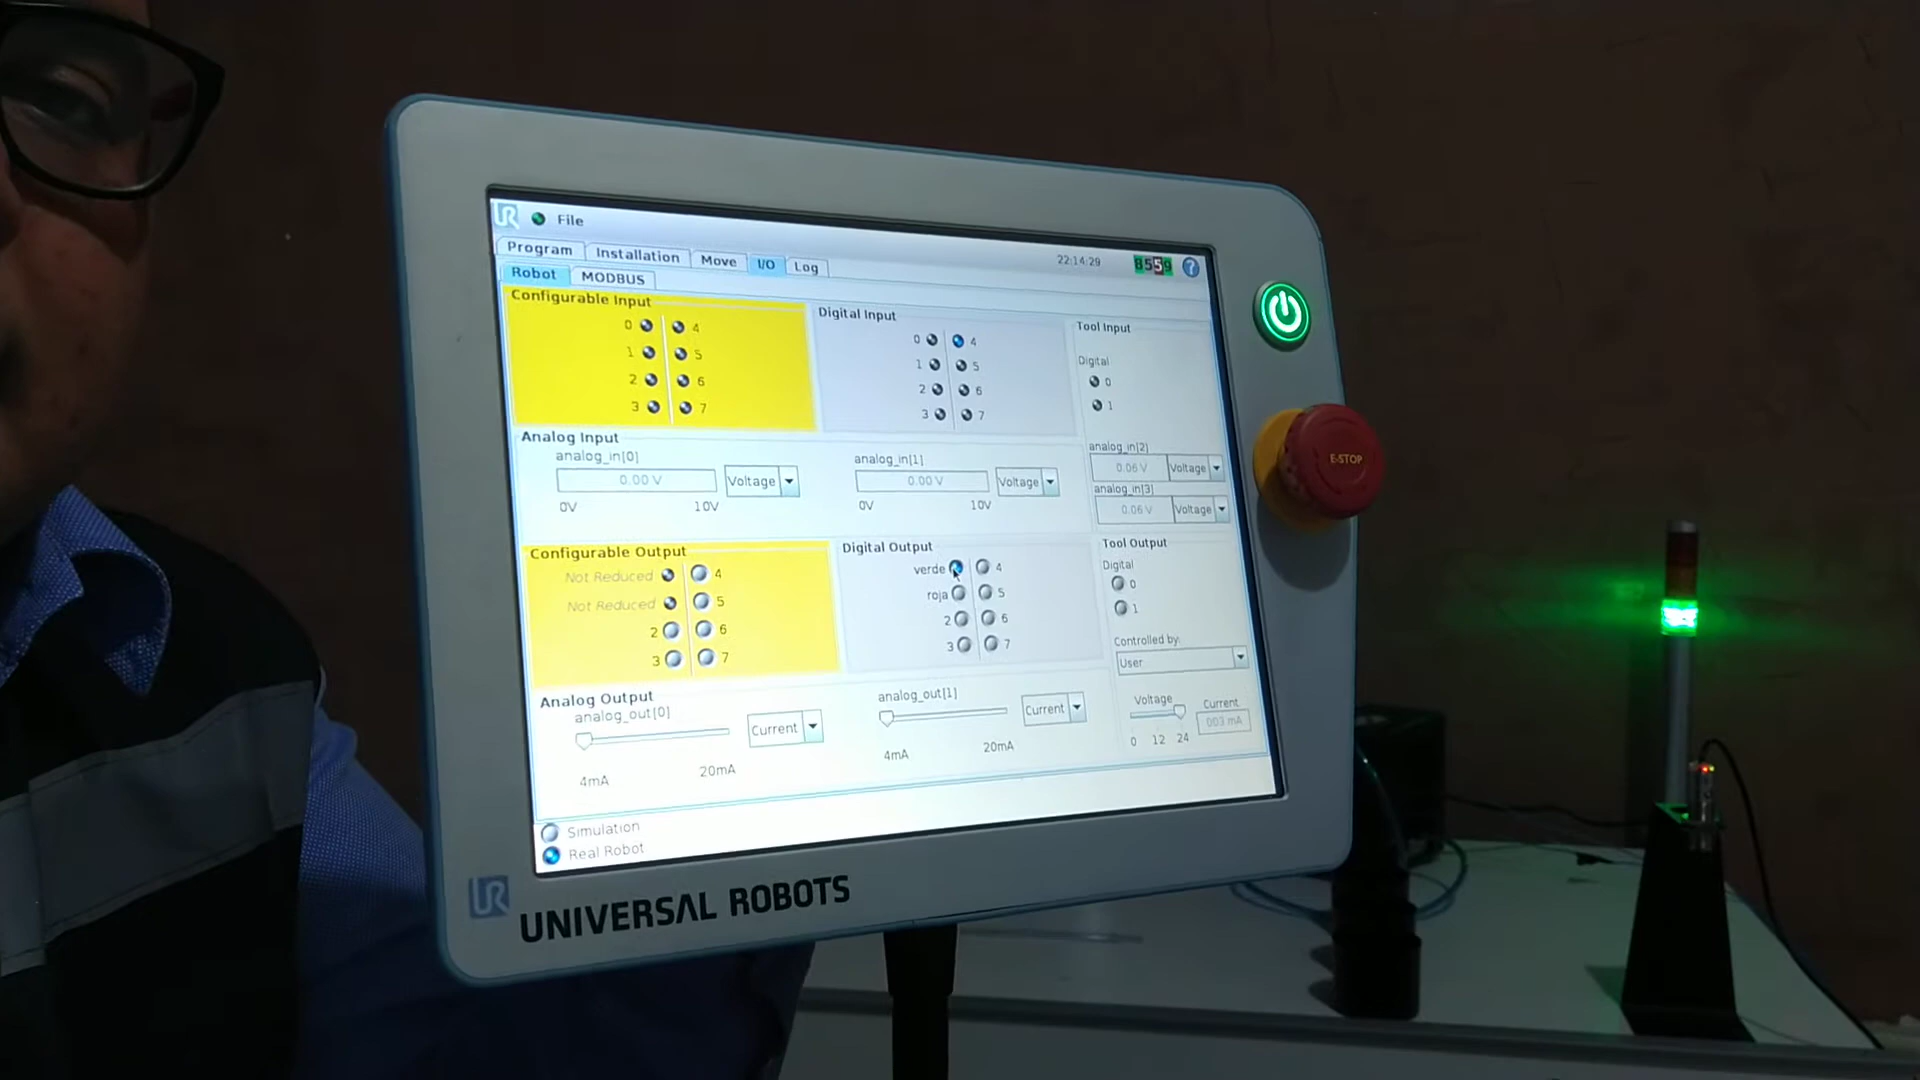 UR File
Program Installation Move I/O Log 22:14:29 8559 ?
Robot MODBUS
Configurable Input
0 4
1 5
2 6
3 7
Digital Input
0 4
1 5
2 6
3 7
Tool Input
Digital
0
1
Analog Input
analog_in[0]
0.00 V Voltage
0V 10V
analog_in[1]
0.00 V Voltage
0V 10V
analog_in[2]
0.06 V Voltage
analog_in[3]
0.06 V Voltage
Configurable Output
Not Reduced 4
Not Reduced 5
2 6
3 7
Digital Output
verde 4
roja 5
2 6
3 7
Tool Output
Digital
0
1
Controlled by:
User
Voltage Current
003 mA
0 12 24
Analog Output
analog_out[0]
Current
4mA 20mA
analog_out[1]
Current
4mA 20mA
Simulation
Real Robot
UR UNIVERSAL ROBOTS
E-STOP